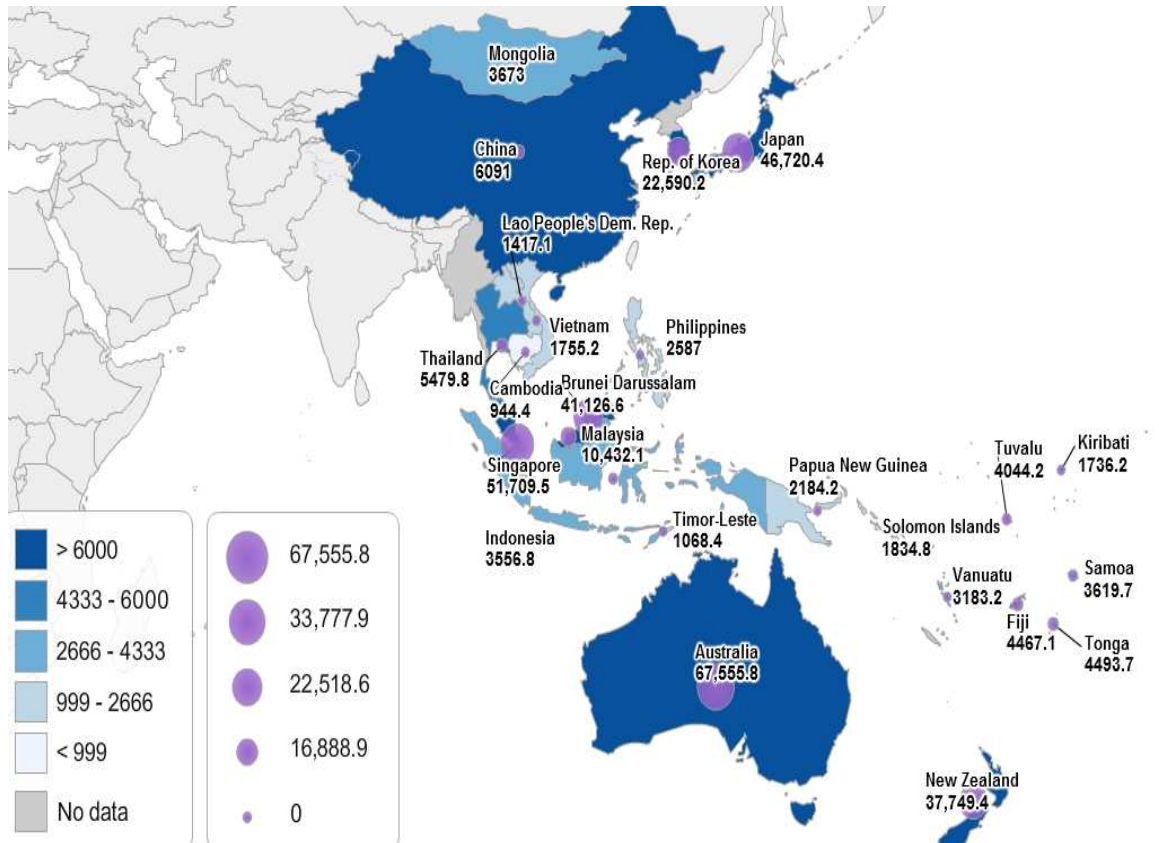 Mongolia
3673
China
6091
Japan
46,720.4
Rep. of Korea
22,590.2
Lao People's Dem. Rep.
1417.1
Vietnam
1755.2
Philippines
2587
Thailand
5479.8
Cambodia
944.4
Brunei Darussalam
41,126.6
Malaysia
10,432.1
Singapore
51,709.5
Papua New Guinea
2184.2
Tuvalu
4044.2
Kiribati
1736.2
Indonesia
3556.8
Timor-Leste
1068.4
Solomon Islands
1834.8
Vanuatu
3183.2
Samoa
3619.7
Fiji
4467.1
Tonga
4493.7
Australia
67,555.8
New Zealand
37,749.4
> 6000
4333 - 6000
2666 - 4333
999 - 2666
< 999
No data
67,555.8
33,777.9
22,518.6
16,888.9
0